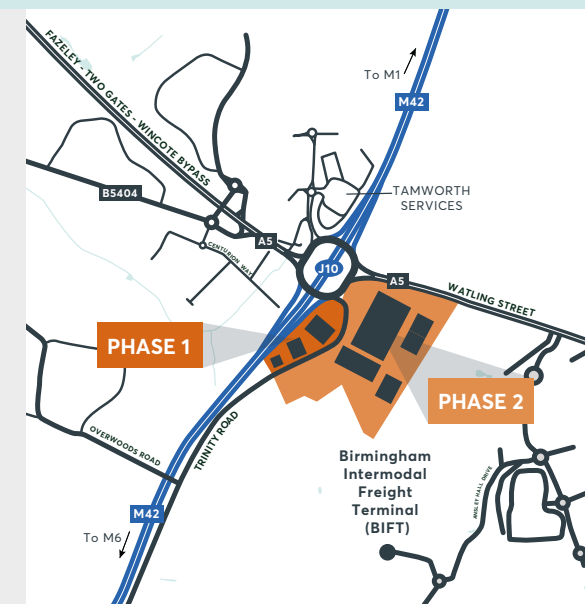 FAZELEY - TWO GATES - WINCOTE BYPASS
To M1
M42
B5404
TAMWORTH
SERVICES
A5
CENTURION WAY
J10
A5
WATLING STREET
PHASE 1
PHASE 2
TRINITY ROAD
OVERWOODS ROAD
Birmingham
Intermodal
Freight
Terminal
(BIFT)
M42
To M6